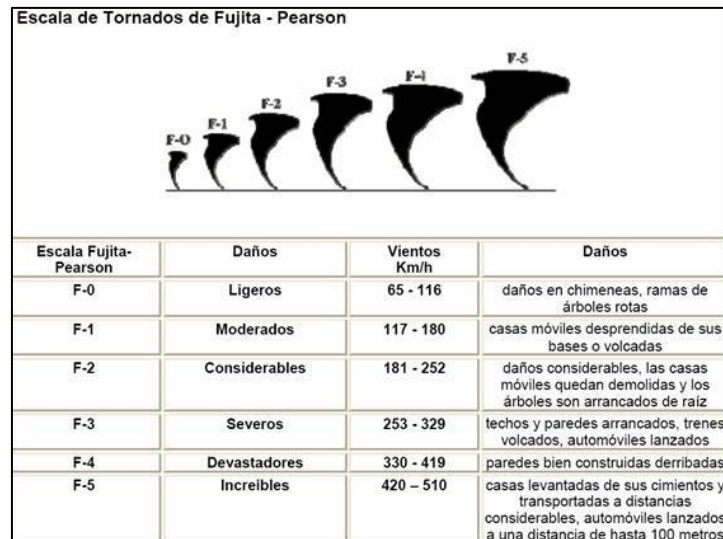 Escala de Tornados de Fujita - Pearson
F-0
F-1
F-2
F-3
F-4
F-5
Escala Fujita-
Pearson
Daños
Vientos
Km/h
Daños
F-0
Ligeros
65 - 116
daños en chimeneas, ramas de
árboles rotas
F-1
Moderados
117 - 180
casas móviles desprendidas de sus
bases o volcadas
F-2
Considerables
181 - 252
daños considerables, las casas
móviles quedan demolidas y los
árboles son arrancados de raíz
F-3
Severos
253 - 329
techos y paredes arrancados, trenes
volcados, automóviles lanzados
F-4
Devastadores
330 - 419
paredes bien construidas derribadas
F-5
Increíbles
420 – 510
casas levantadas de sus cimientos y
transportadas a distancias
considerables, automóviles lanzados
a una distancia de hasta 100 metros